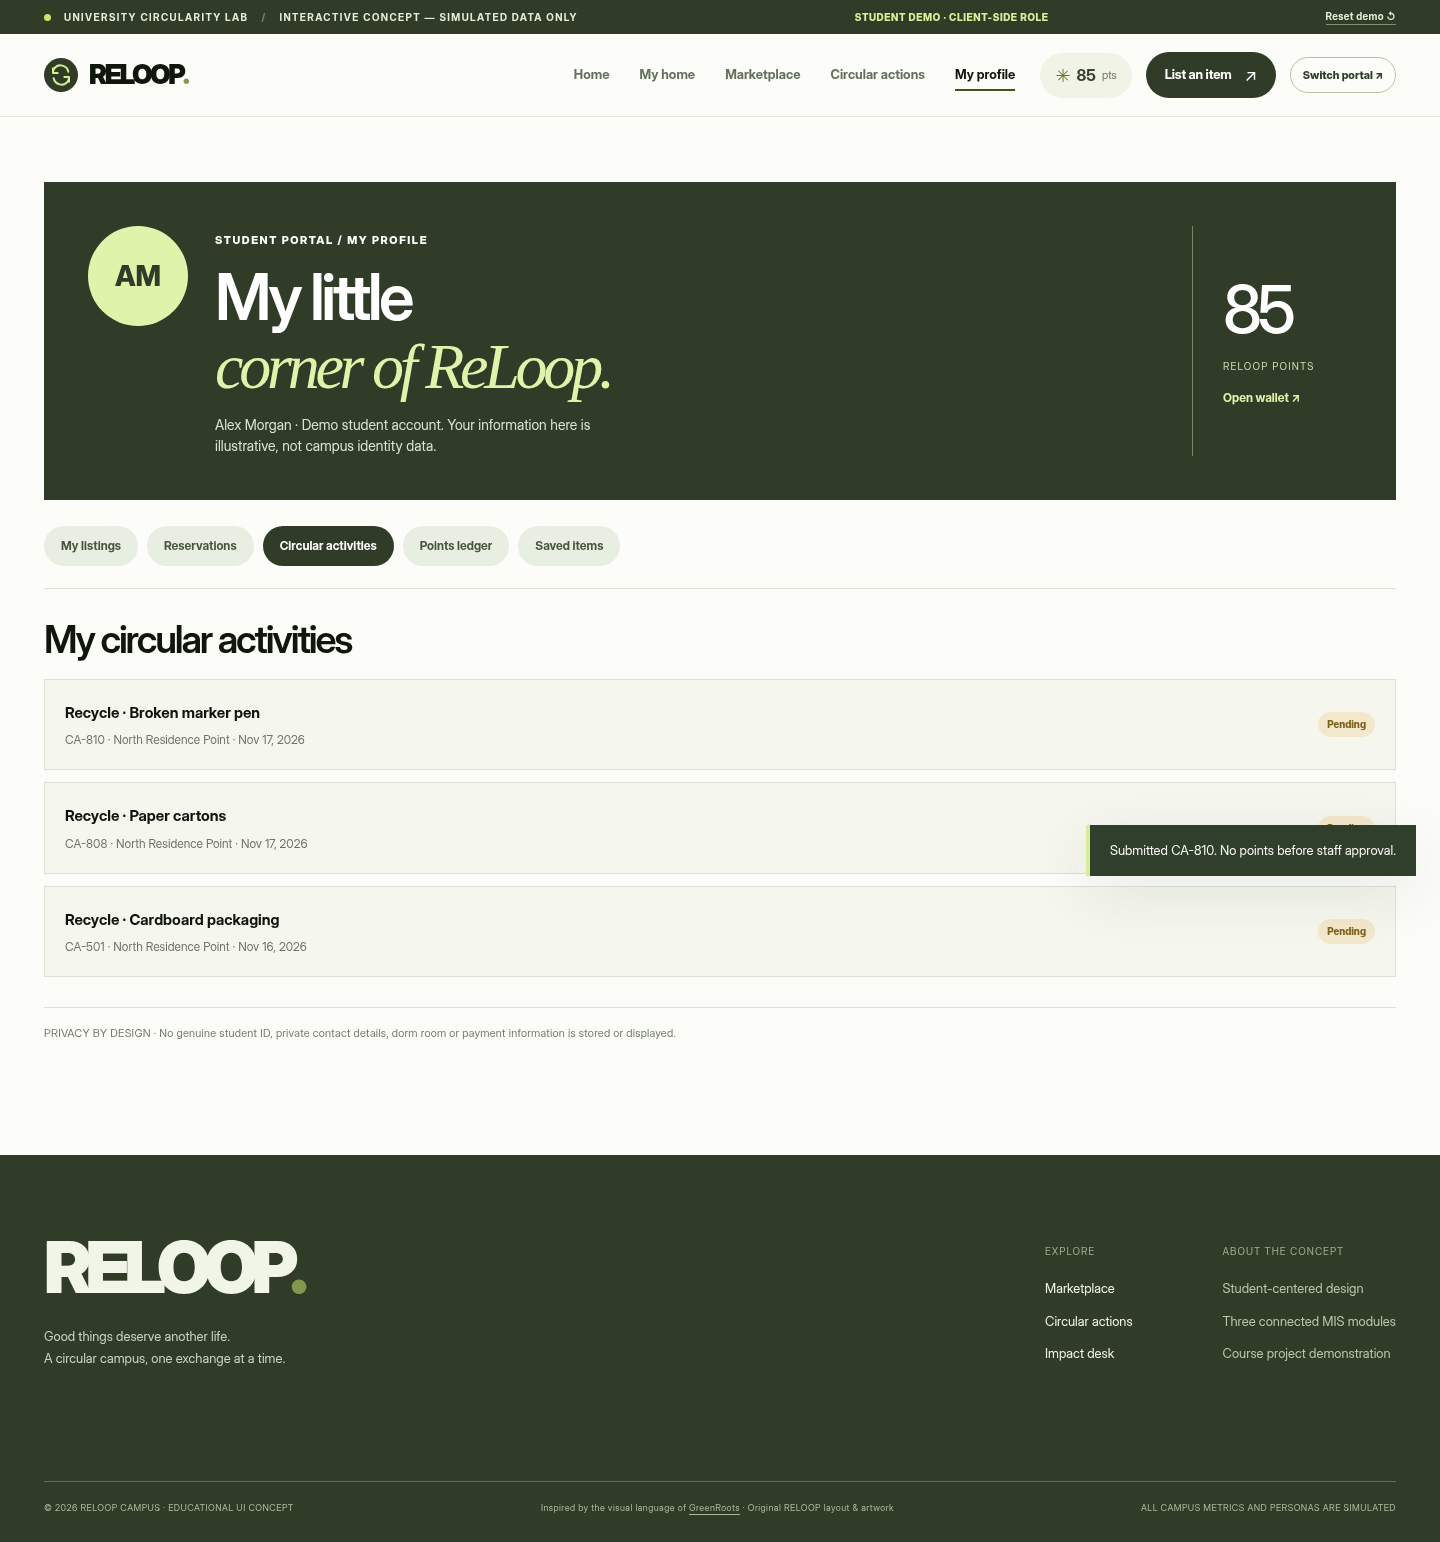 UNIVERSITY CIRCULARITY LAB / INTERACTIVE CONCEPT — SIMULATED DATA ONLY
STUDENT DEMO · CLIENT-SIDE ROLE
Reset demo ↺
RELOOP.
Home
My home
Marketplace
Circular actions
My profile
✳ 85 pts
List an item ↗
Switch portal ↗
AM
STUDENT PORTAL / MY PROFILE
My little
corner of ReLoop.
Alex Morgan · Demo student account. Your information here is
illustrative, not campus identity data.
85
RELOOP POINTS
Open wallet ↗
My listings
Reservations
Circular activities
Points ledger
Saved items
My circular activities
Recycle · Broken marker pen
CA-810 · North Residence Point · Nov 17, 2026
Pending
Recycle · Paper cartons
CA-808 · North Residence Point · Nov 17, 2026
Submitted CA-810. No points before staff approval.
Recycle · Cardboard packaging
CA-501 · North Residence Point · Nov 16, 2026
Pending
PRIVACY BY DESIGN · No genuine student ID, private contact details, dorm room or payment information is stored or displayed.
RELOOP.
Good things deserve another life.
A circular campus, one exchange at a time.
EXPLORE
Marketplace
Circular actions
Impact desk
ABOUT THE CONCEPT
Student-centered design
Three connected MIS modules
Course project demonstration
© 2026 RELOOP CAMPUS · EDUCATIONAL UI CONCEPT
Inspired by the visual language of GreenRoots · Original RELOOP layout & artwork
ALL CAMPUS METRICS AND PERSONAS ARE SIMULATED